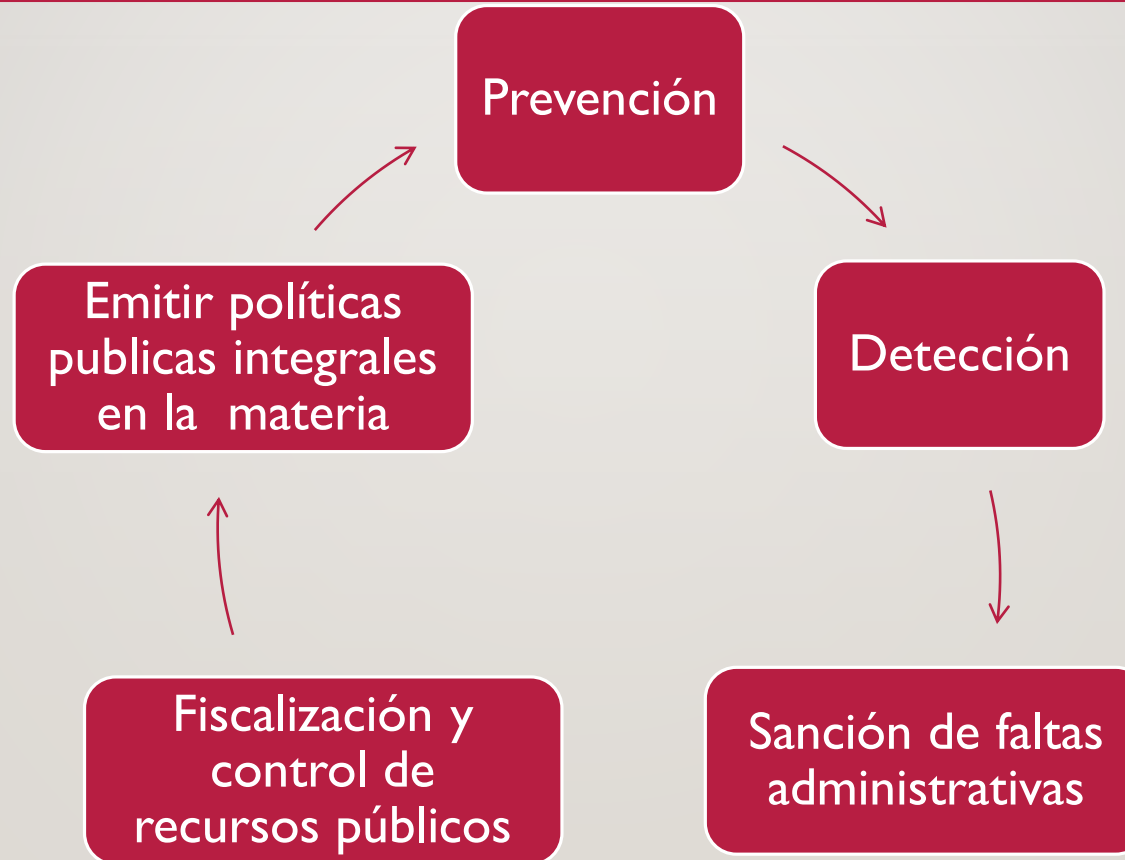 Prevención
Emitir políticas
publicas integrales
en la materia
Detección
Fiscalización y
control de
recursos públicos
Sanción de faltas
administrativas